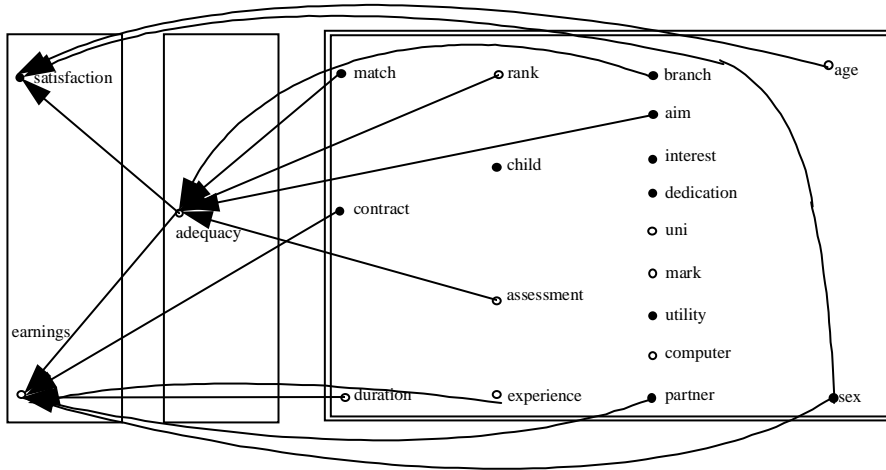 satisfaction
match
rank
branch
age
aim
child
interest
dedication
contract
adequacy
uni
mark
assessment
utility
earnings
computer
duration
experience
partner
sex